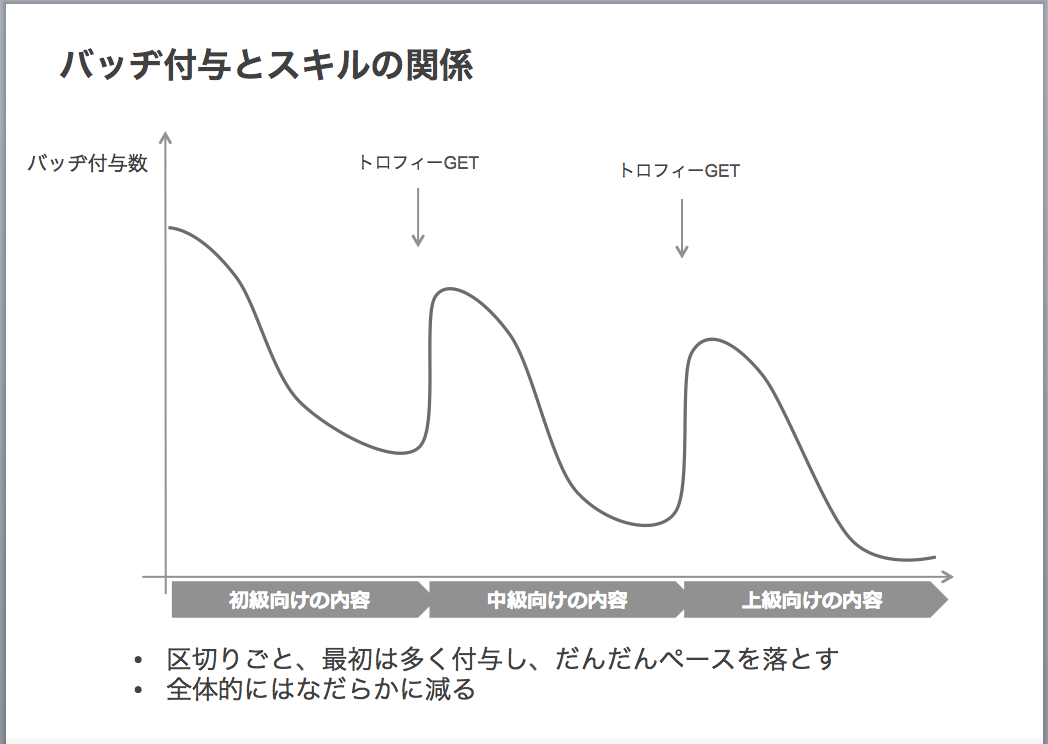 バッヂ付与とスキルの関係
バッヂ付与数
トロフィーGET
トロフィーGET
初級向けの内容
中級向けの内容
上級向けの内容
• 区切りごと、最初は多く付与し、だんだんペースを落とす
• 全体的にはなだらかに減る